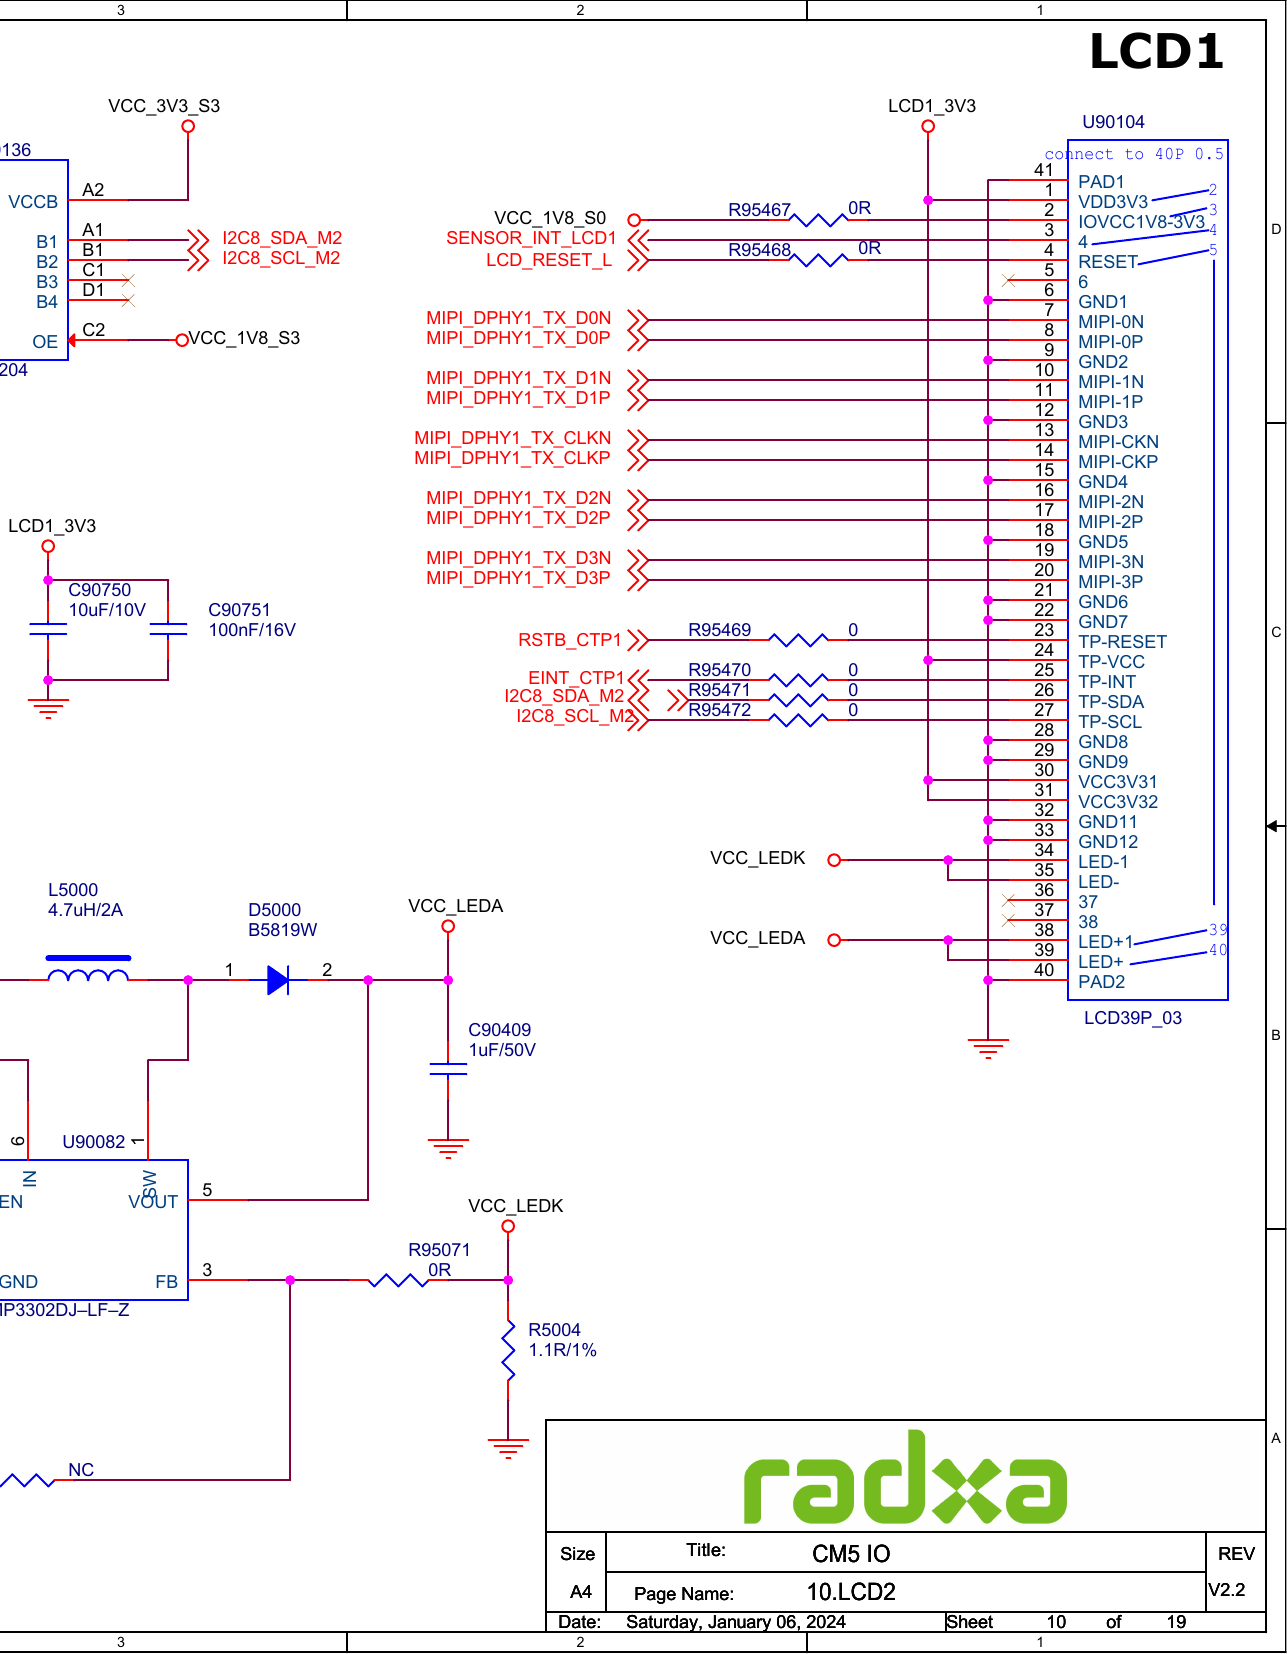 3
2
1
LCD1
VCC_3V3_S3
LCD1_3V3
U90104
connect to 40P 0.5
VCCB
A2
B1
A1
I2C8_SDA_M2
B2
B1
I2C8_SCL_M2
B3
C1
B4
D1
OE
C2
VCC_1V8_S3
204
VCC_1V8_S0
R95467
0R
SENSOR_INT_LCD1
LCD_RESET_L
R95468
0R
MIPI_DPHY1_TX_D0N
MIPI_DPHY1_TX_D0P
MIPI_DPHY1_TX_D1N
MIPI_DPHY1_TX_D1P
MIPI_DPHY1_TX_CLKN
MIPI_DPHY1_TX_CLKP
MIPI_DPHY1_TX_D2N
MIPI_DPHY1_TX_D2P
MIPI_DPHY1_TX_D3N
MIPI_DPHY1_TX_D3P
RSTB_CTP1
R95469
0
EINT_CTP1
R95470
0
I2C8_SDA_M2
R95471
0
I2C8_SCL_M2
R95472
0
VCC_LEDK
VCC_LEDA
41 PAD1
1 VDD3V3 2
2 IOVCC1V8-3V3 3
3 4 4
4 RESET 5
5 6
6 GND1
7 MIPI-0N
8 MIPI-0P
9 GND2
10 MIPI-1N
11 MIPI-1P
12 GND3
13 MIPI-CKN
14 MIPI-CKP
15 GND4
16 MIPI-2N
17 MIPI-2P
18 GND5
19 MIPI-3N
20 MIPI-3P
21 GND6
22 GND7
23 TP-RESET
24 TP-VCC
25 TP-INT
26 TP-SDA
27 TP-SCL
28 GND8
29 GND9
30 VCC3V31
31 VCC3V32
32 GND11
33 GND12
34 LED-1
35 LED-
36 37
37 38
38 LED+1 39
39 LED+ 40
40 PAD2
LCD39P_03
D
C
B
A
LCD1_3V3
C90750
10uF/10V
C90751
100nF/16V
L5000
4.7uH/2A
D5000
B5819W
1
2
VCC_LEDA
C90409
1uF/50V
6
U90082
1
IN
SW
EN
VOUT
5
GND
FB
3
MP3302DJ–LF–Z
R95071
0R
VCC_LEDK
R5004
1.1R/1%
NC
radxa
Size
Title:
CM5 IO
REV
A4
Page Name:
10.LCD2
V2.2
Date:
Saturday, January 06, 2024
Sheet
10
of
19
3
2
1